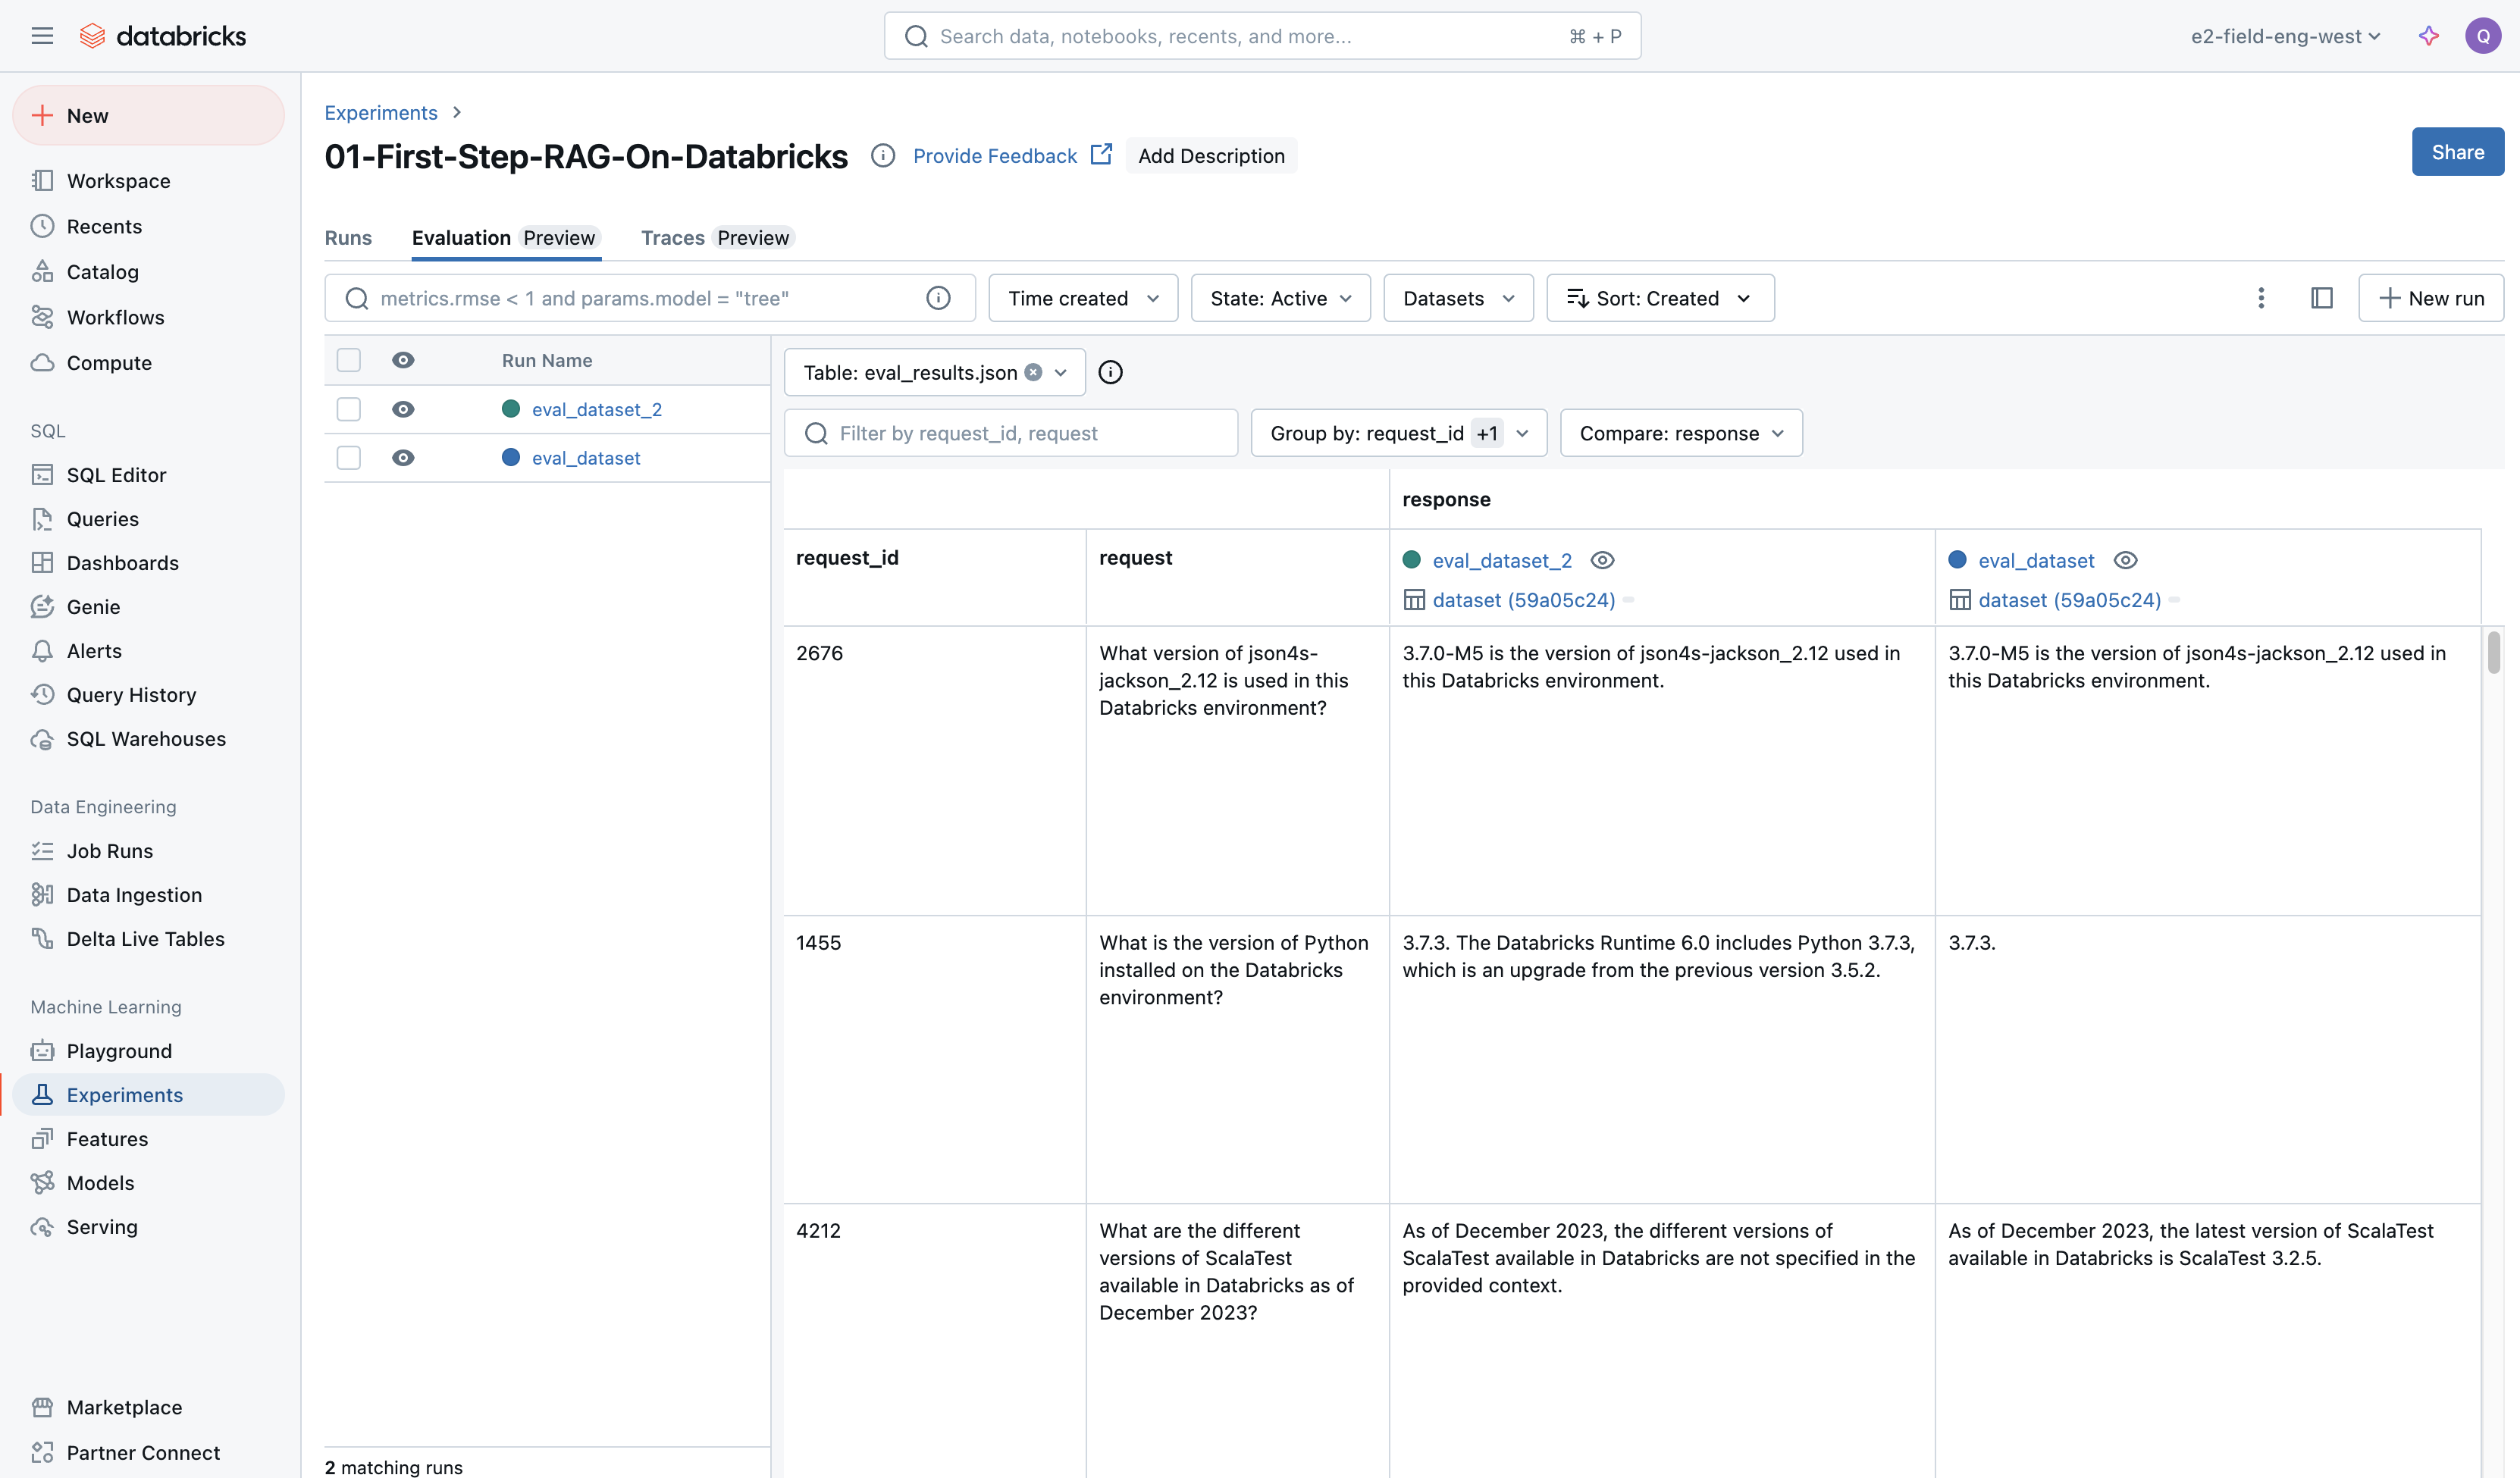 databricks
Search data, notebooks, recents, and more...
⌘ + P
e2-field-eng-west
Q
New
Workspace
Recents
Catalog
Workflows
Compute
SQL
SQL Editor
Queries
Dashboards
Genie
Alerts
Query History
SQL Warehouses
Data Engineering
Job Runs
Data Ingestion
Delta Live Tables
Machine Learning
Playground
Experiments
Features
Models
Serving
Marketplace
Partner Connect
Experiments
01-First-Step-RAG-On-Databricks
Provide Feedback
Add Description
Share
Runs
Evaluation Preview
Traces Preview
metrics.rmse < 1 and params.model = "tree"
Time created
State: Active
Datasets
Sort: Created
New run
Run Name
eval_dataset_2
eval_dataset
2 matching runs
Table: eval_results.json
Filter by request_id, request
Group by: request_id +1
Compare: response
response
request_id
request
eval_dataset_2
dataset (59a05c24)
eval_dataset
dataset (59a05c24)
2676
What version of json4s-
jackson_2.12 is used in this
Databricks environment?
3.7.0-M5 is the version of json4s-jackson_2.12 used in
this Databricks environment.
3.7.0-M5 is the version of json4s-jackson_2.12 used in
this Databricks environment.
1455
What is the version of Python
installed on the Databricks
environment?
3.7.3. The Databricks Runtime 6.0 includes Python 3.7.3,
which is an upgrade from the previous version 3.5.2.
3.7.3.
4212
What are the different
versions of ScalaTest
available in Databricks as of
December 2023?
As of December 2023, the different versions of
ScalaTest available in Databricks are not specified in the
provided context.
As of December 2023, the latest version of ScalaTest
available in Databricks is ScalaTest 3.2.5.